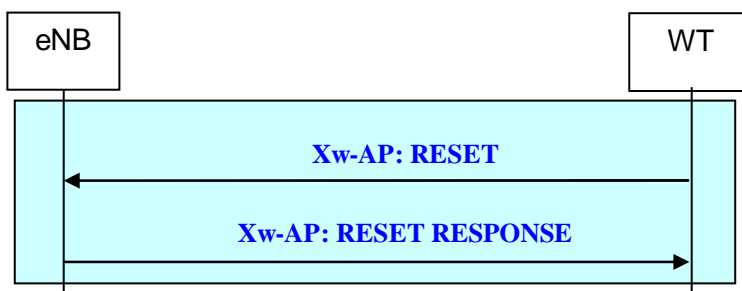 eNB
WT
Xw-AP: RESET
Xw-AP: RESET RESPONSE